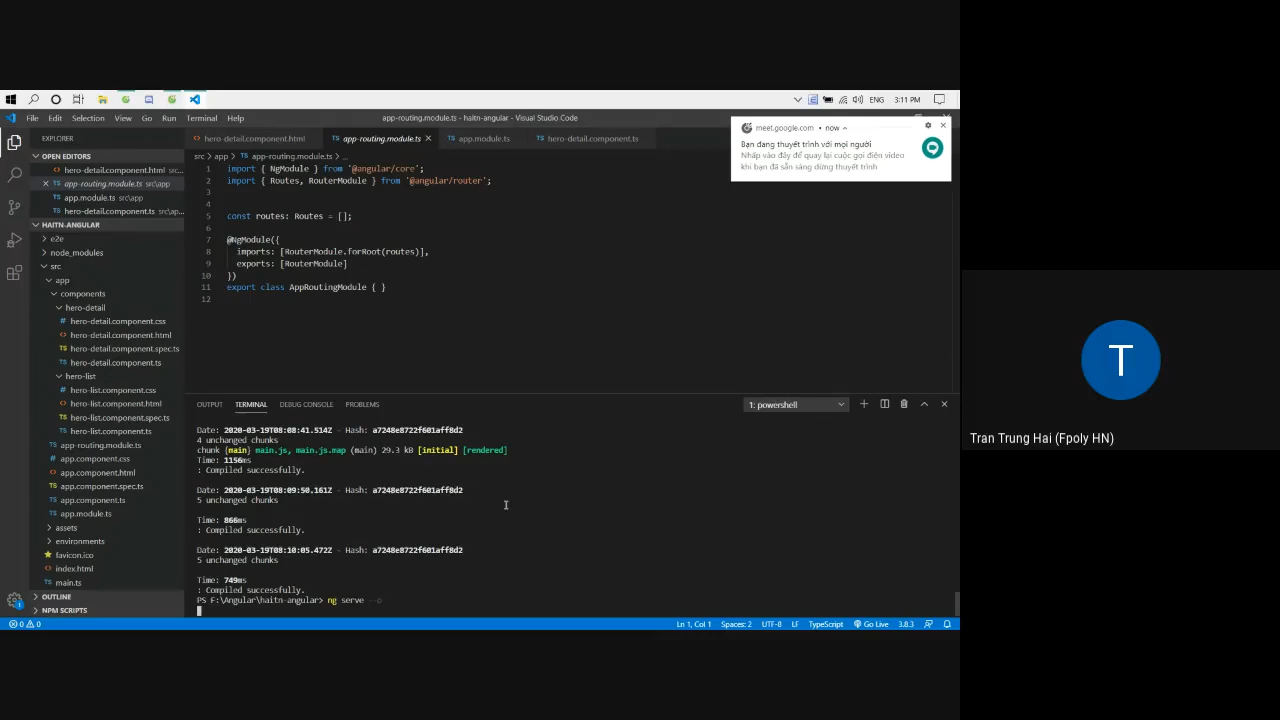 ENG 3:11 PM
File Edit Selection View Go Run Terminal Help
app-routing.module.ts - haitn-angular - Visual Studio Code
EXPLORER
OPEN EDITORS
hero-detail.component.html src...
app-routing.module.ts src\app
app.module.ts src\app
hero-detail.component.ts src\ap...
HAITN-ANGULAR
e2e
node_modules
src
app
components
hero-detail
hero-detail.component.css
hero-detail.component.html
hero-detail.component.spec.ts
hero-detail.component.ts
hero-list
hero-list.component.css
hero-list.component.html
hero-list.component.spec.ts
hero-list.component.ts
app-routing.module.ts
app.component.css
app.component.html
app.component.spec.ts
app.component.ts
app.module.ts
assets
environments
favicon.ico
index.html
main.ts
OUTLINE
NPM SCRIPTS
hero-detail.component.html app-routing.module.ts app.module.ts hero-detail.component.ts
src > app > app-routing.module.ts > ...
1 import { NgModule } from '@angular/core';
2 import { Routes, RouterModule } from '@angular/router';
3
4
5 const routes: Routes = [];
6
7 @NgModule({
8 imports: [RouterModule.forRoot(routes)],
9 exports: [RouterModule]
10 })
11 export class AppRoutingModule { }
12
meet.google.com • now
Bạn đang thuyết trình với mọi người
Nhấp vào đây để quay lại cuộc gọi điện video
khi bạn đã sẵn sàng dừng thuyết trình
OUTPUT TERMINAL DEBUG CONSOLE PROBLEMS
1: powershell
Date: 2020-03-19T08:08:41.514Z - Hash: a7248e8722f601aff8d2
4 unchanged chunks
chunk {main} main.js, main.js.map (main) 29.3 kB [initial] [rendered]
Time: 1156ms
: Compiled successfully.
Date: 2020-03-19T08:09:50.161Z - Hash: a7248e8722f601aff8d2
5 unchanged chunks
Time: 866ms
: Compiled successfully.
Date: 2020-03-19T08:10:05.472Z - Hash: a7248e8722f601aff8d2
5 unchanged chunks
Time: 749ms
: Compiled successfully.
PS F:\Angular\haitn-angular> ng serve --o
0 0
Ln 1, Col 1 Spaces: 2 UTF-8 LF TypeScript Go Live 3.8.3
T
Tran Trung Hai (Fpoly HN)